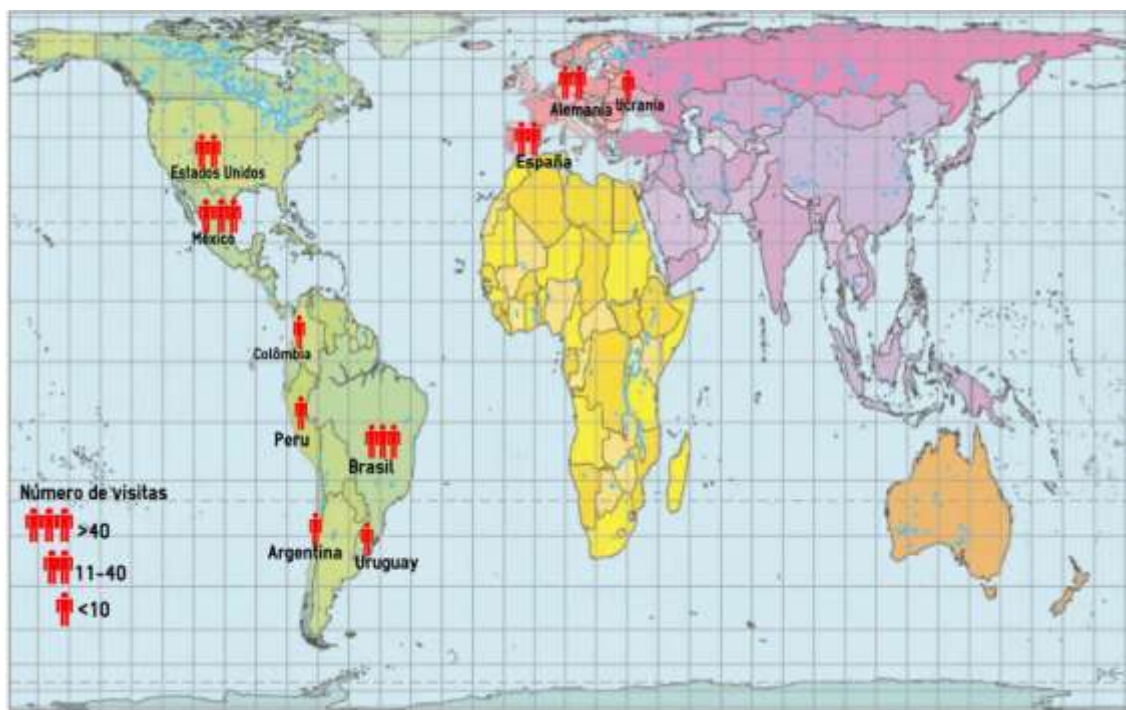 Alemania
Ucrania
España
Estados Unidos
México
Colômbia
Peru
Brasil
Argentina
Uruguay
Número de visitas
>40
11-40
<10